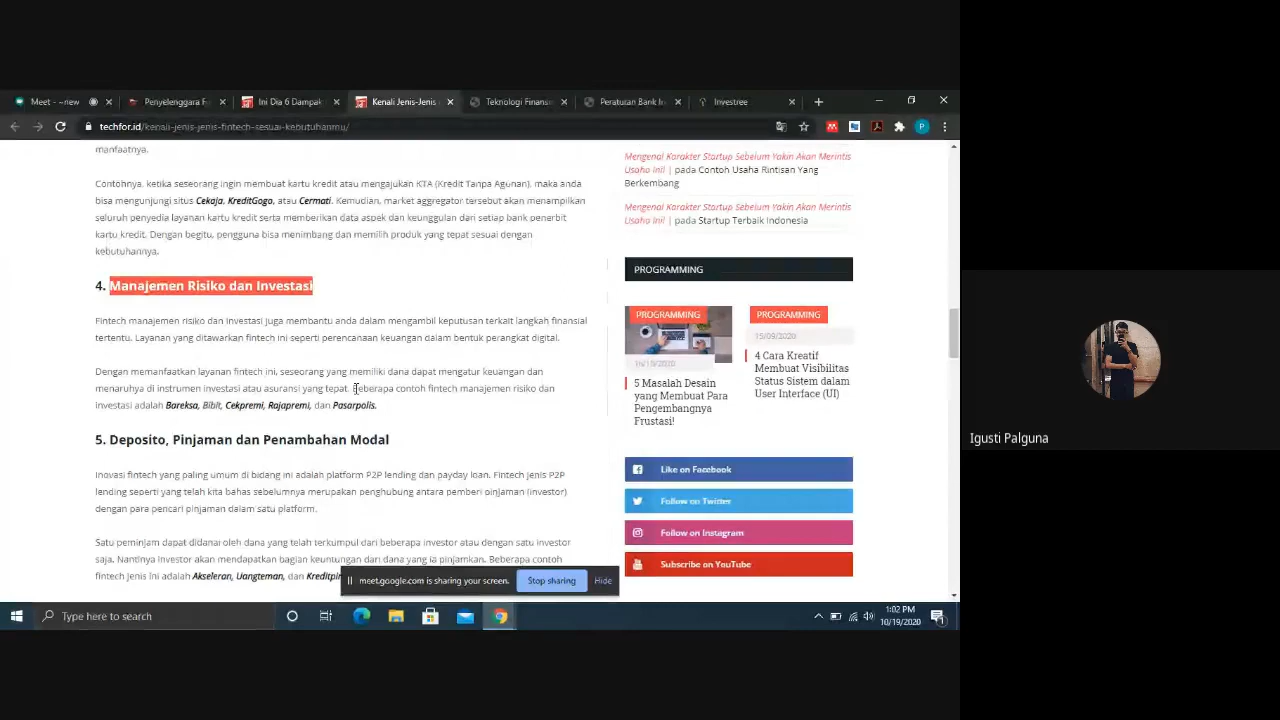 Meet - –new
Penyelenggara F
Ini Dia 6 Dampak
Kenali Jenis-Jenis
Teknologi Finans
Peraturan Bank In
Investree
techfor.id/kenali-jenis-jenis-fintech-sesuai-kebutuhanmu/
manfaatnya.
Contohnya, ketika seseorang ingin membuat kartu kredit atau mengajukan KTA (Kredit Tanpa Agunan), maka anda
bisa mengunjungi situs Cekaja, KreditGogo, atau Cermati. Kemudian, market aggregator tersebut akan menampilkan
seluruh penyedia layanan kartu kredit serta memberikan data aspek dan keunggulan dari setiap bank penerbit
kartu kredit. Dengan begitu, pengguna bisa menimbang dan memilih produk yang tepat sesuai dengan
kebutuhannya.
4. Manajemen Risiko dan Investasi
Fintech manajemen risiko dan investasi juga membantu anda dalam mengambil keputusan terkait langkah finansial
tertentu. Layanan yang ditawarkan fintech ini seperti perencanaan keuangan dalam bentuk perangkat digital.
Dengan memanfaatkan layanan fintech ini, seseorang yang memiliki dana dapat mengatur keuangan dan
menaruhya di instrumen investasi atau asuransi yang tepat. Beberapa contoh fintech manajemen risiko dan
investasi adalah Bareksa, Bibit, Cekpremi, Rajapremi, dan Pasarpolis.
5. Deposito, Pinjaman dan Penambahan Modal
Inovasi fintech yang paling umum di bidang ini adalah platform P2P lending dan payday loan. Fintech jenis P2P
lending seperti yang telah kita bahas sebelumnya merupakan penghubung antara pemberi pinjaman (investor)
dengan para pencari pinjaman dalam satu platform.
Satu peminjam dapat didanai oleh dana yang telah terkumpul dari beberapa investor atau dengan satu investor
saja. Nantinya investor akan mendapatkan bagian keuntungan dari dana yang ia pinjamkan. Beberapa contoh
fintech jenis ini adalah Akseleran, Uangteman, dan Kreditpin
Mengenal Karakter Startup Sebelum Yakin Akan Merintis
Usaha Ini! | pada Contoh Usaha Rintisan Yang
Berkembang
Mengenal Karakter Startup Sebelum Yakin Akan Merintis
Usaha Ini! | pada Startup Terbaik Indonesia
PROGRAMMING
PROGRAMMING
5 Masalah Desain
yang Membuat Para
Pengembangnya
Frustasi!
PROGRAMMING
15/09/2020
4 Cara Kreatif
Membuat Visibilitas
Status Sistem dalam
User Interface (UI)
Like on Facebook
Follow on Twitter
Follow on Instagram
Subscribe on YouTube
meet.google.com is sharing your screen.
Stop sharing
Hide
Type here to search
1:02 PM
10/19/2020
Igusti Palguna